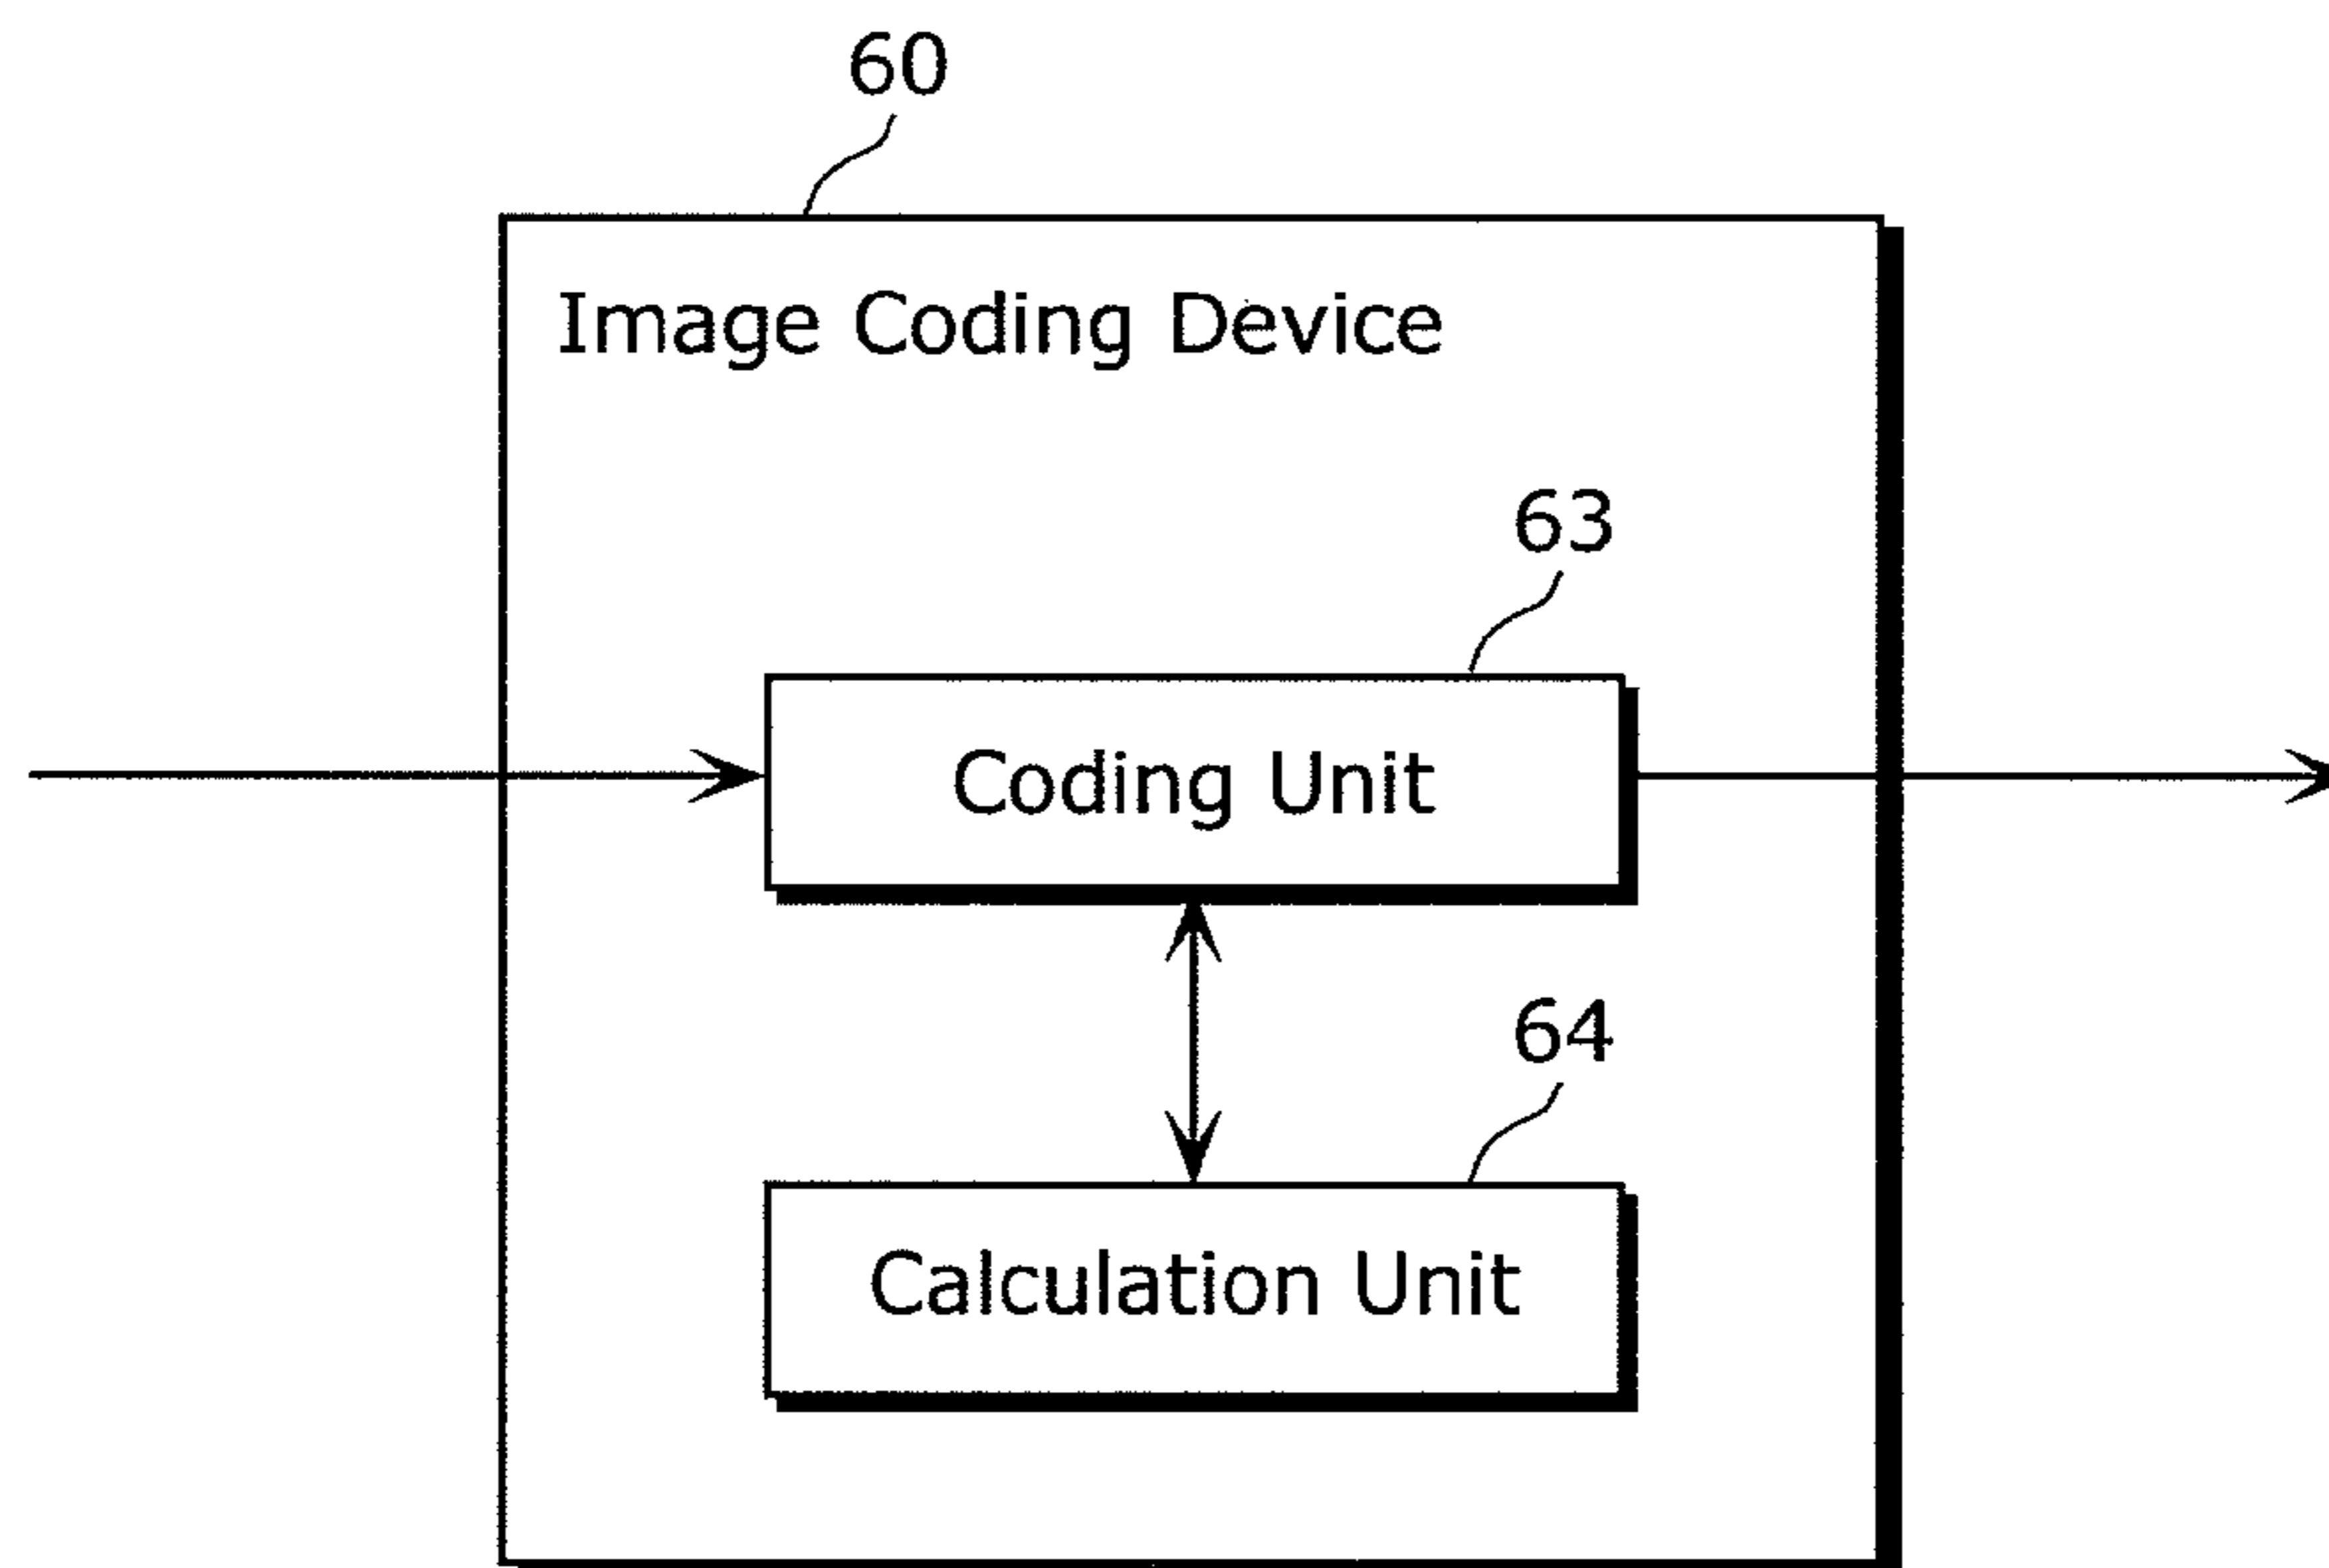 60
Image Coding Device
63
Coding Unit
64
Calculation Unit